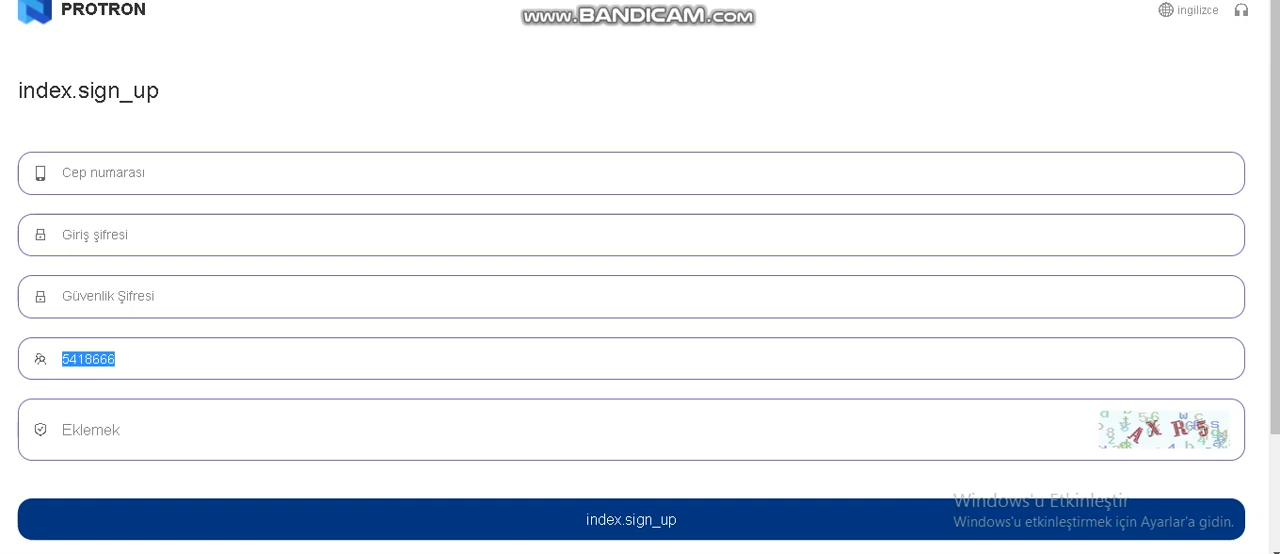 PROTRON
www.BANDICAM.com
ingilizce
index.sign_up
Cep numarası
Giriş şifresi
Güvenlik Şifresi
5418666
Eklemek
AXR5
index.sign_up
Windows'u Etkinleştir
Windows'u etkinleştirmek için Ayarlar'a gidin.